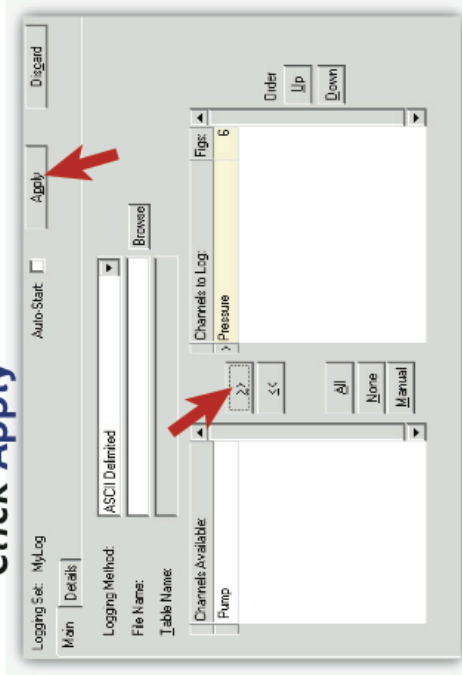 Click Apply
Logging Set: MyLog Auto-Start: Apply Discard
Main Details
Logging Method: ASCII Delimited
File Name: Browse
Table Name:
Channels Available: Channels to Log: Figs:
Pump >> > Pressure 6
<<
All
None
Manual
Order
Up
Down